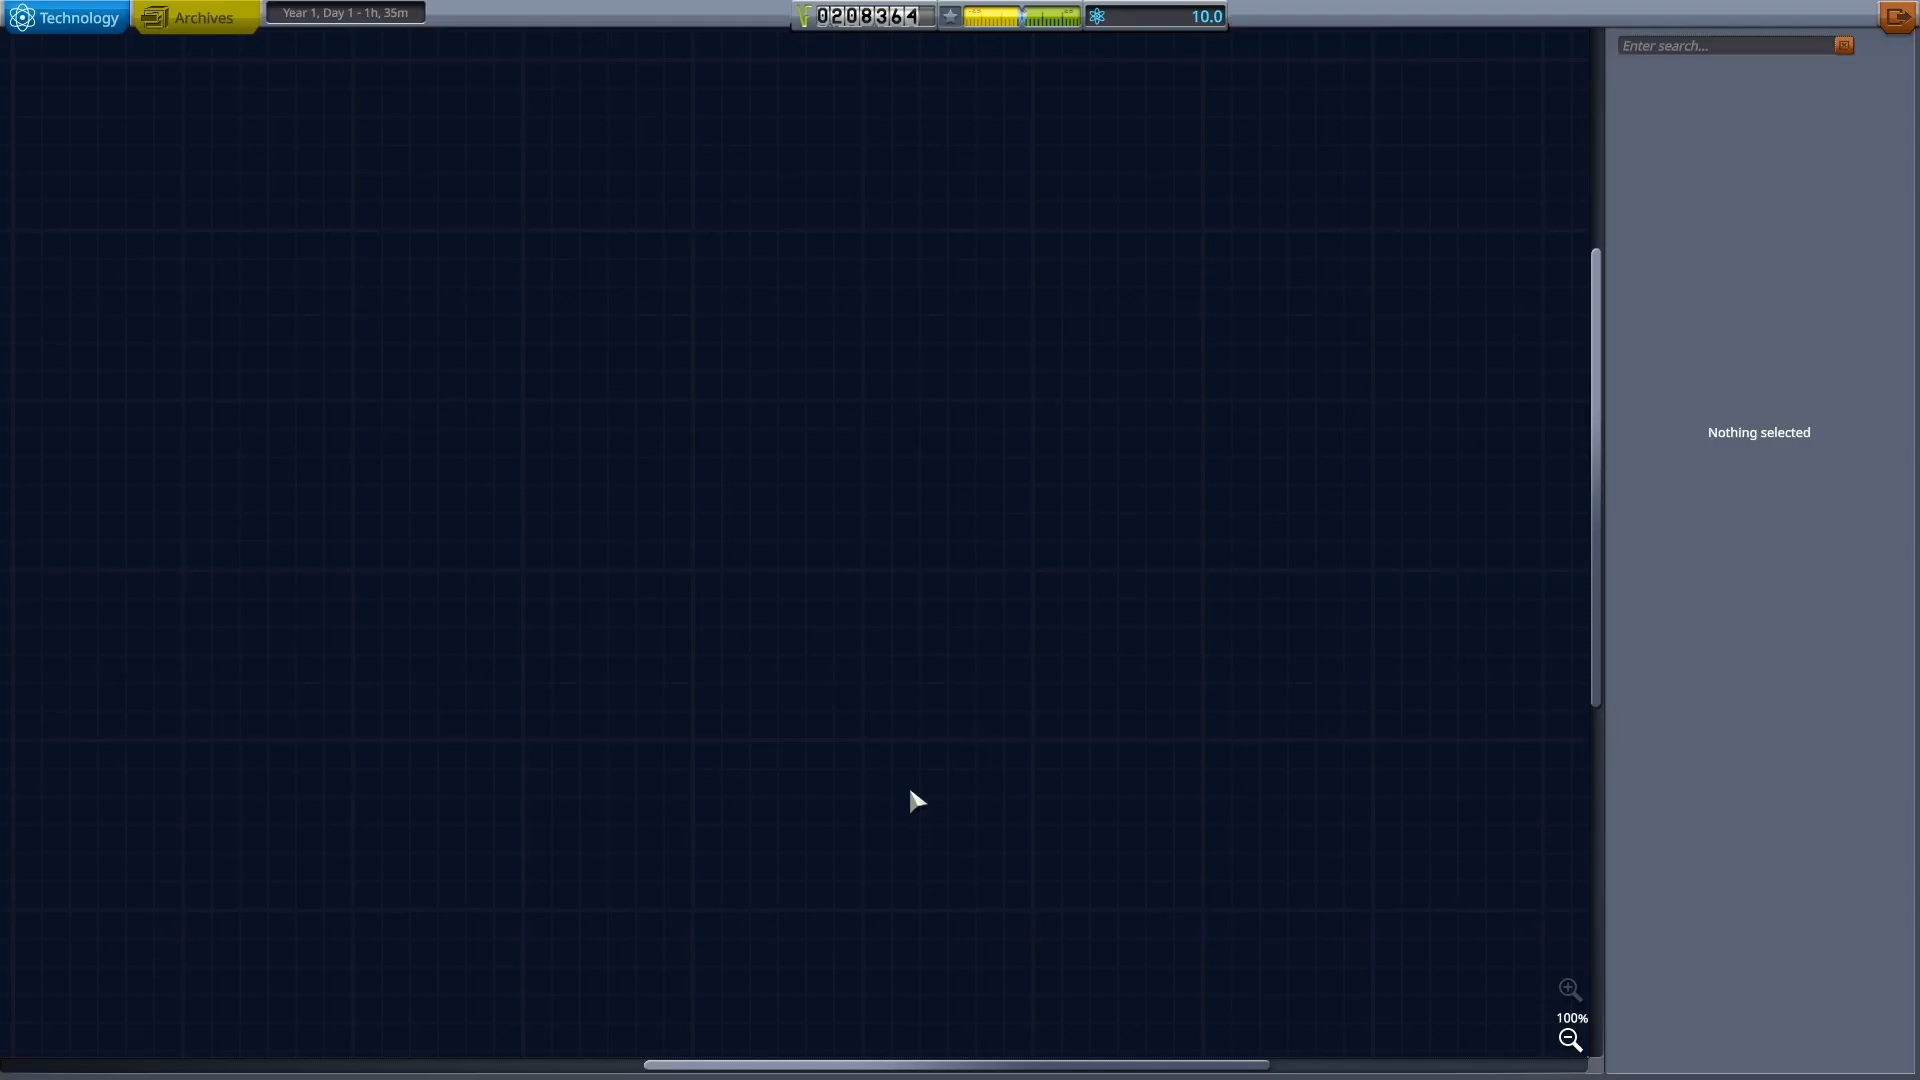 Technology
Archives
Year 1, Day 1 - 1h, 35m
0208364
10.0
Enter search...
Nothing selected
100%